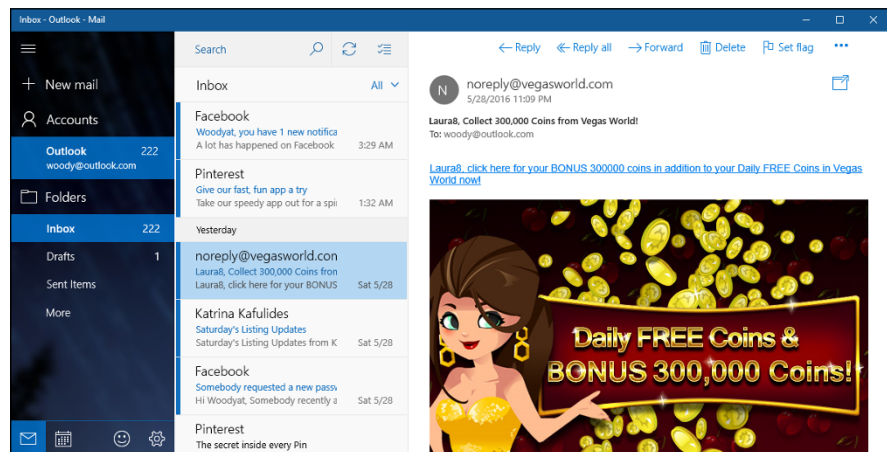 Inbox - Outlook - Mail
New mail
Accounts
Outlook 222
woody@outlook.com
Folders
Inbox 222
Drafts 1
Sent Items
More
Search
Inbox All
Facebook
Woodyat, you have 1 new notifica
A lot has happened on Facebook 3:29 AM
Pinterest
Give our fast, fun app a try
Take our speedy app out for a spi 1:32 AM
Yesterday
noreply@vegasworld.con
Laura8, Collect 300,000 Coins fron
Laura8, click here for your BONUS Sat 5/28
Katrina Kafulides
Saturday's Listing Updates
Saturday's Listing Updates from K Sat 5/28
Facebook
Somebody requested a new passv
Hi Woodyat, Somebody recently a Sat 5/28
Pinterest
The secret inside every Pin
Reply Reply all Forward Delete Set flag
N
noreply@vegasworld.com
5/28/2016 11:09 PM
Laura8, Collect 300,000 Coins from Vegas World!
To: woody@outlook.com
Laura8, click here for your BONUS 300000 coins in addition to your Daily FREE Coins in Vegas
World now!
Daily FREE Coins &
BONUS 300,000 Coins!